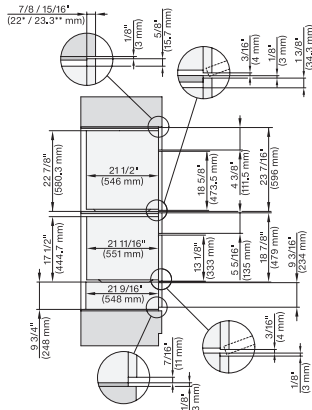 7/8 / 15/16"
(22* / 23.3** mm)
1/8"
(3 mm)
5/8"
(15.7 mm)
3/16"
(4 mm)
1/8"
(3 mm)
1 3/8"
(34.3 mm)
22 7/8"
(580.3 mm)
21 1/2"
(546 mm)
18 5/8"
(473.5 mm)
4 3/8"
(111.5 mm)
23 7/16"
(596 mm)
17 1/2"
(444.7 mm)
21 11/16"
(551 mm)
13 1/8"
(333 mm)
5 5/16"
(135 mm)
18 7/8"
(479 mm)
9 3/16"
(234 mm)
21 9/16"
(548 mm)
9 3/4"
(248 mm)
3/16"
(4 mm)
1/8"
(3 mm)
7/16"
(11 mm)
1/8"